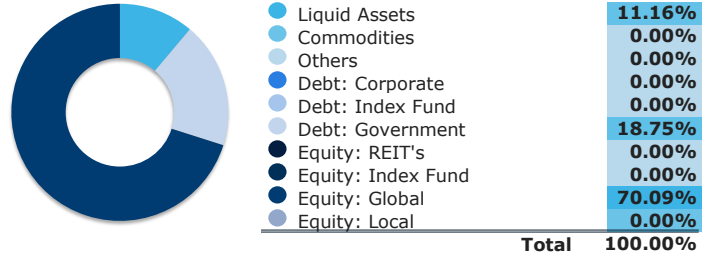 Liquid Assets 11.16%
Commodities 0.00%
Others 0.00%
Debt: Corporate 0.00%
Debt: Index Fund 0.00%
Debt: Government 18.75%
Equity: REIT's 0.00%
Equity: Index Fund 0.00%
Equity: Global 70.09%
Equity: Local 0.00%
Total 100.00%